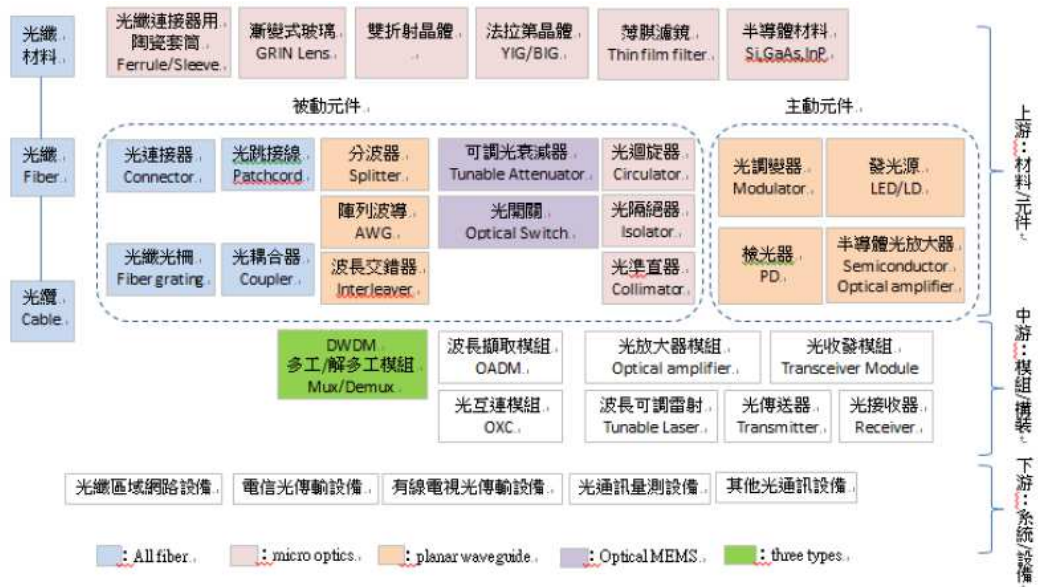 光纖
材料
光纖連接器用
陶瓷套筒
Ferrule/Sleeve
漸變式玻璃
GRIN Lens
雙折射晶體
法拉第晶體
YIG/BIG
薄膜濾鏡
Thin film filter
半導體材料
Si,GaAs,InP
被動元件
主動元件
上游:材料/元件
光纖
Fiber
光連接器
Connector
光跳接線
Patchcord
分波器
Splitter
可調光衰減器
Tunable Attenuator
光迴旋器
Circulator
光調變器
Modulator
發光源
LED/LD
陣列波導
AWG
光開關
Optical Switch
光隔絕器
Isolator
光纖光柵
Fiber grating
光耦合器
Coupler
波長交錯器
Interleaver
光準直器
Collimator
檢光器
PD
半導體光放大器
Semiconductor
Optical amplifier
光纜
Cable
中游:模組/構裝
DWDM
多工/解多工模組
Mux/Demux
波長擷取模組
OADM
光放大器模組
Optical amplifier
光收發模組
Transceiver Module
光互連模組
OXC
波長可調雷射
Tunable Laser
光傳送器
Transmitter
光接收器
Receiver
下游:系統/設備
光纖區域網路設備
電信光傳輸設備
有線電視光傳輸設備
光通訊量測設備
其他光通訊設備
:All fiber
:micro optics
:planar waveguide
:Optical MEMS
:three types